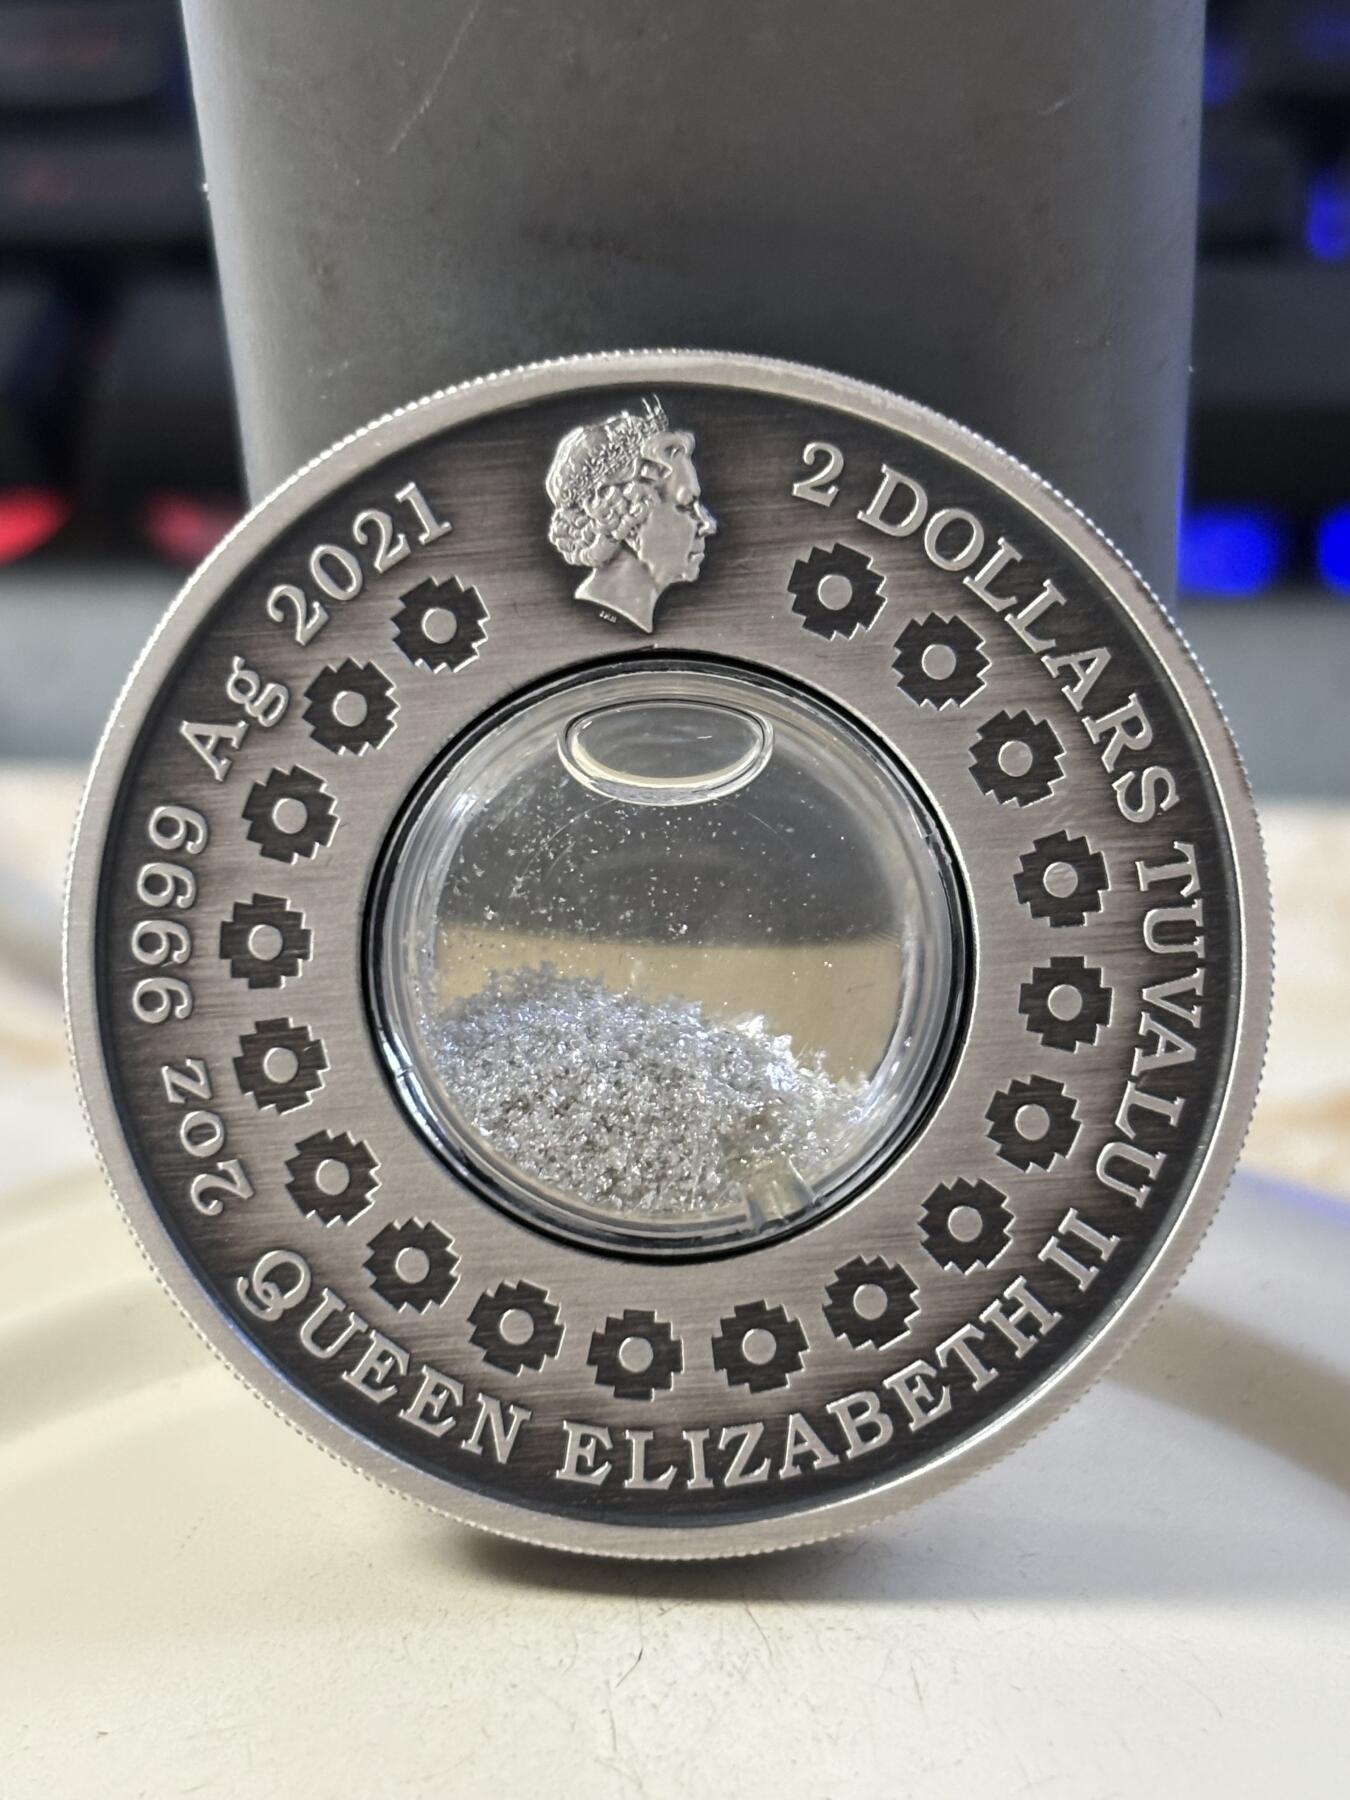 2 DOLLARS TUVALU
QUEEN ELIZABETH II
2oz 9999 Ag 2021